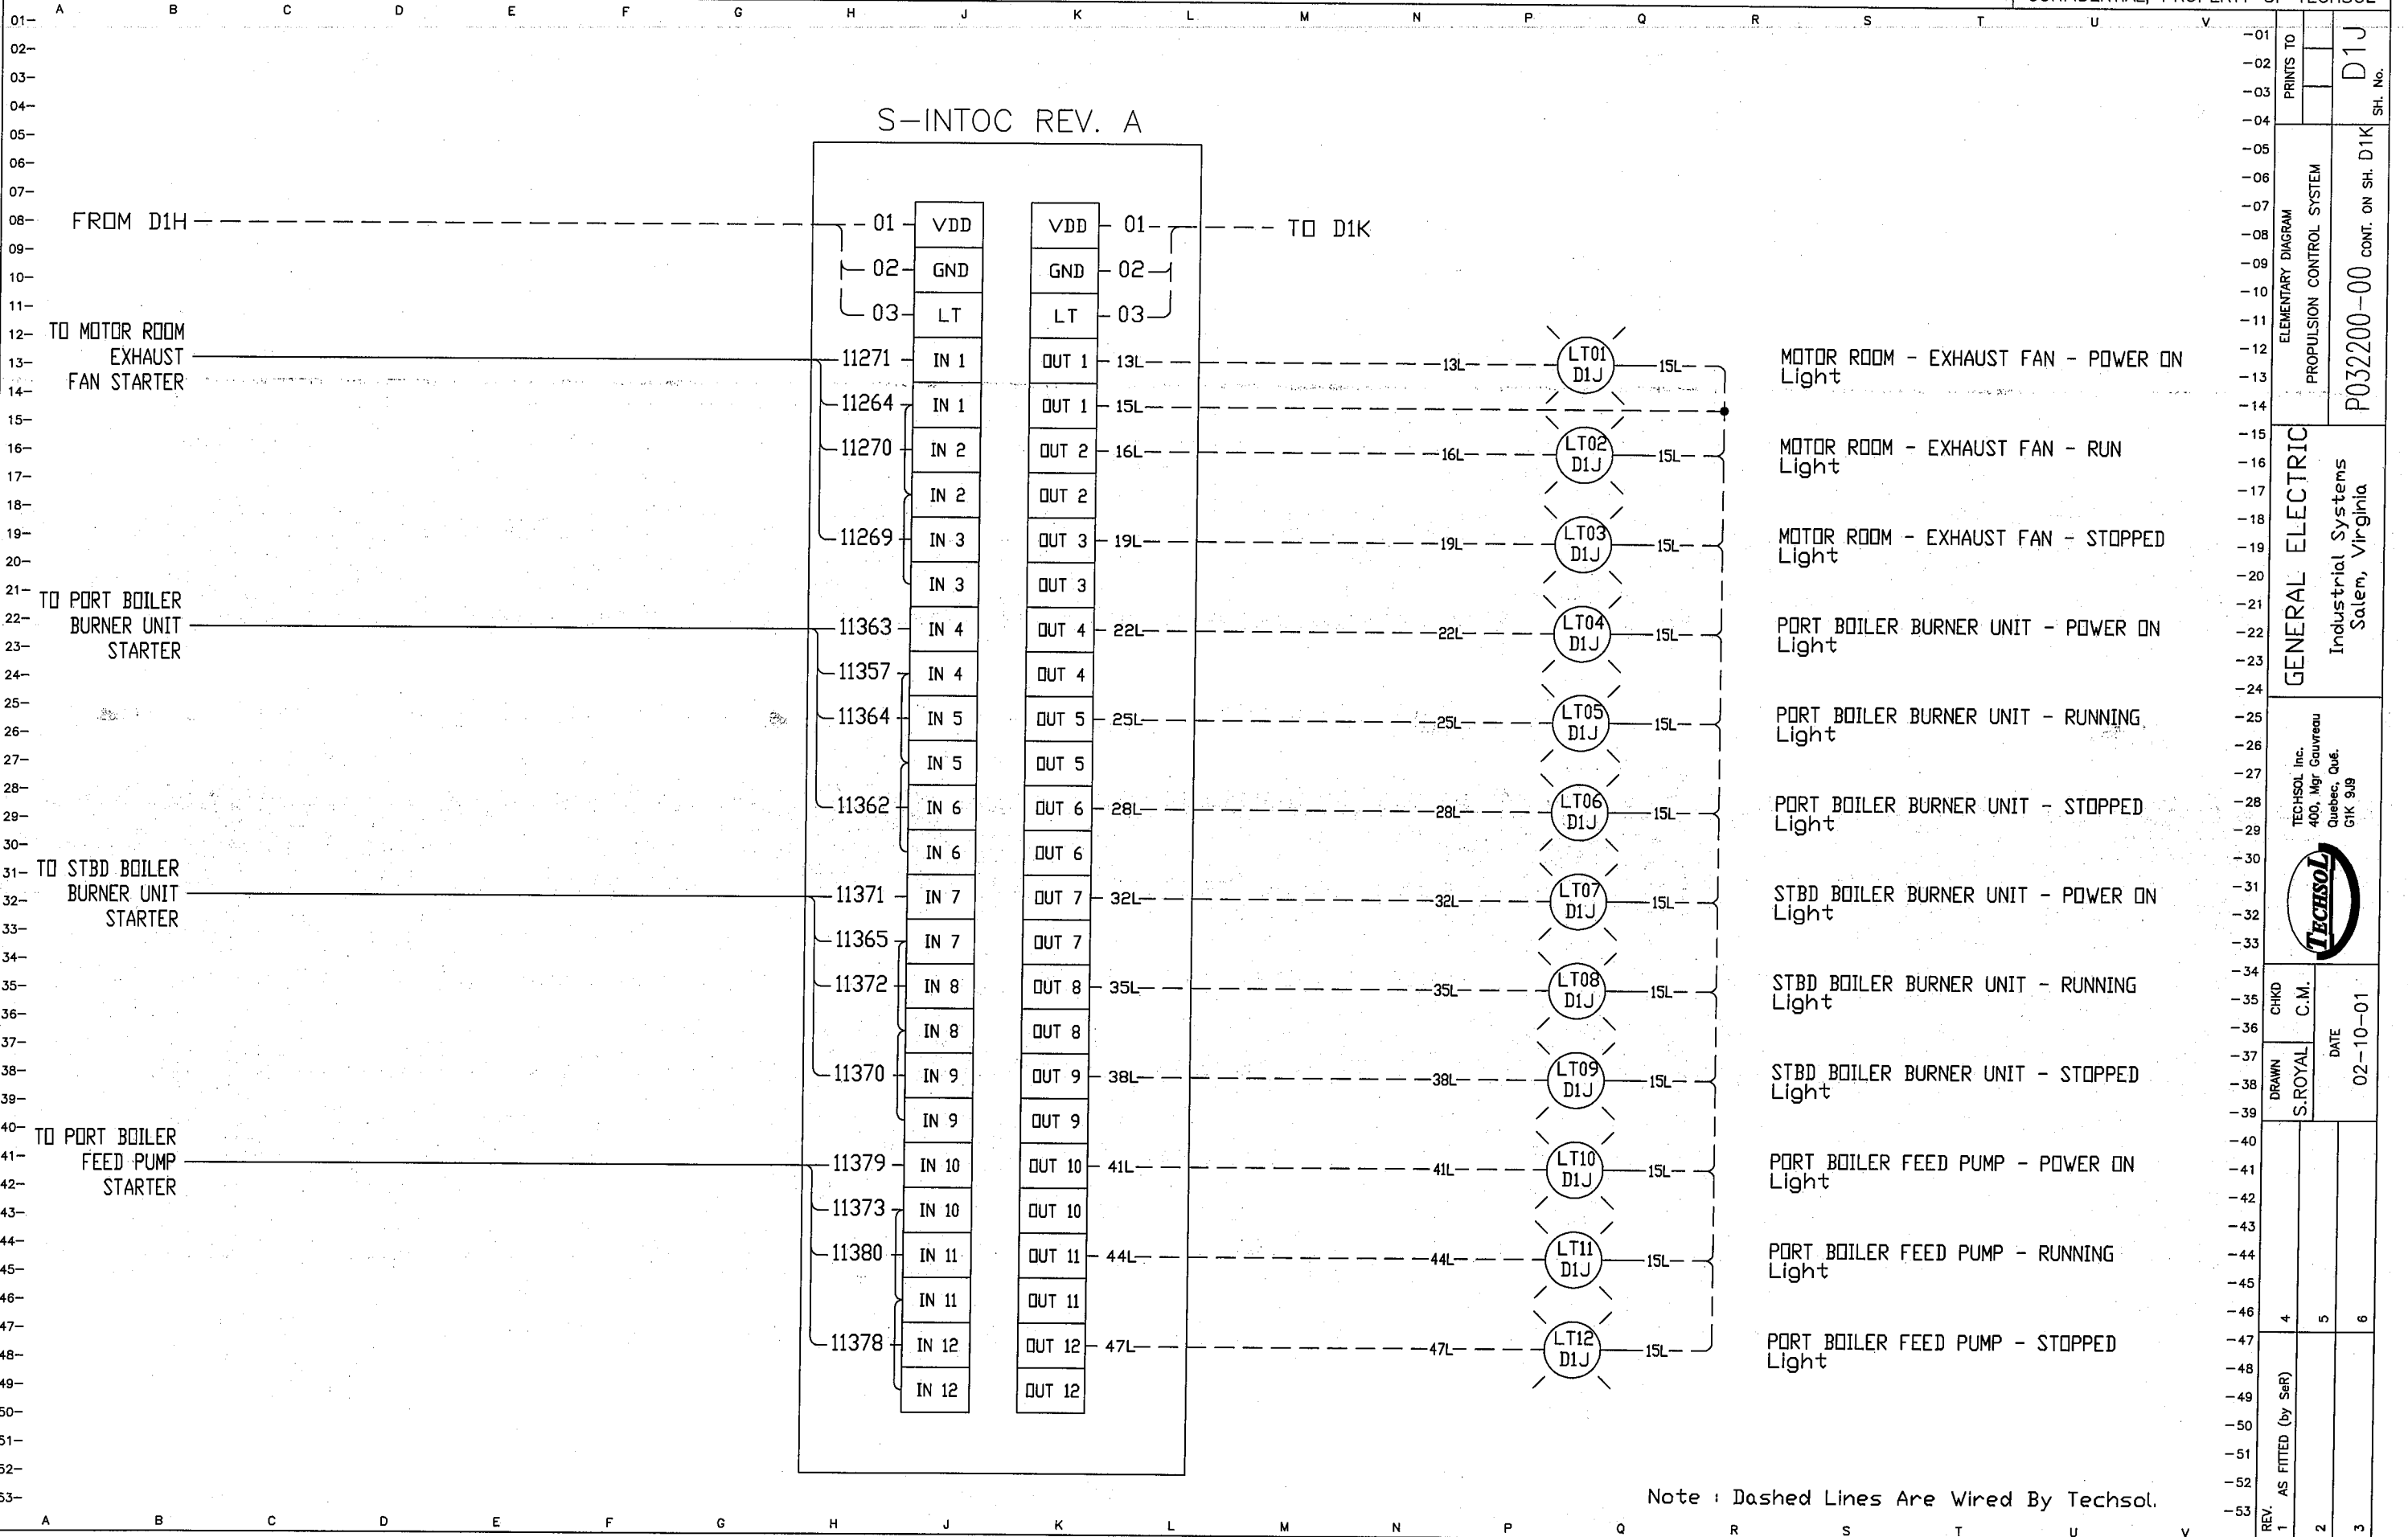 A B C D E F G H J K L M N P Q R S T U V
S-INTOC REV. A
FROM D1H
01 VDD
02 GND
03 LT
VDD 01
GND 02
LT 03
TO D1K
TO MOTOR ROOM
EXHAUST
FAN STARTER
11271 IN 1
11264 IN 1
11270 IN 2
IN 2
11269 IN 3
IN 3
TO PORT BOILER
BURNER UNIT
STARTER
11363 IN 4
11357 IN 4
11364 IN 5
IN 5
11362 IN 6
IN 6
TO STBD BOILER
BURNER UNIT
STARTER
11371 IN 7
11365 IN 7
11372 IN 8
IN 8
11370 IN 9
IN 9
TO PORT BOILER
FEED PUMP
STARTER
11379 IN 10
11373 IN 10
11380 IN 11
IN 11
11378 IN 12
IN 12
OUT 1 13L 13L LT01 D1J 15L
MOTOR ROOM - EXHAUST FAN - POWER ON
Light
OUT 1 15L
OUT 2 16L 16L LT02 D1J 15L
MOTOR ROOM - EXHAUST FAN - RUN
Light
OUT 2
OUT 3 19L 19L LT03 D1J 15L
MOTOR ROOM - EXHAUST FAN - STOPPED
Light
OUT 3
OUT 4 22L 22L LT04 D1J 15L
PORT BOILER BURNER UNIT - POWER ON
Light
OUT 4
OUT 5 25L 25L LT05 D1J 15L
PORT BOILER BURNER UNIT - RUNNING
Light
OUT 5
OUT 6 28L 28L LT06 D1J 15L
PORT BOILER BURNER UNIT - STOPPED
Light
OUT 6
OUT 7 32L 32L LT07 D1J 15L
STBD BOILER BURNER UNIT - POWER ON
Light
OUT 7
OUT 8 35L 35L LT08 D1J 15L
STBD BOILER BURNER UNIT - RUNNING
Light
OUT 8
OUT 9 38L 38L LT09 D1J 15L
STBD BOILER BURNER UNIT - STOPPED
Light
OUT 9
OUT 10 41L 41L LT10 D1J 15L
PORT BOILER FEED PUMP - POWER ON
Light
OUT 10
OUT 11 44L 44L LT11 D1J 15L
PORT BOILER FEED PUMP - RUNNING
Light
OUT 11
OUT 12 47L 47L LT12 D1J 15L
PORT BOILER FEED PUMP - STOPPED
Light
OUT 12
Note : Dashed Lines Are Wired By Techsol.
A B C D E F G H J K L M N P Q R S T U V
PRINTS TO
D1J
SH. No.
ELEMENTARY DIAGRAM
PROPULSION CONTROL SYSTEM
P032200-00 CONT. ON SH. D1K
GENERAL ELECTRIC
Industrial Systems
Salem, Virginia
TECHSOL Inc.
400, Mgr Gauvreau
Quebec, Qué.
G1K 9J9
TECHSOL
DRAWN
S.ROYAL
CHKD
C.M.
DATE
02-10-01
REV.
1 AS FITTED (by SeR)
2
3
4
5
6